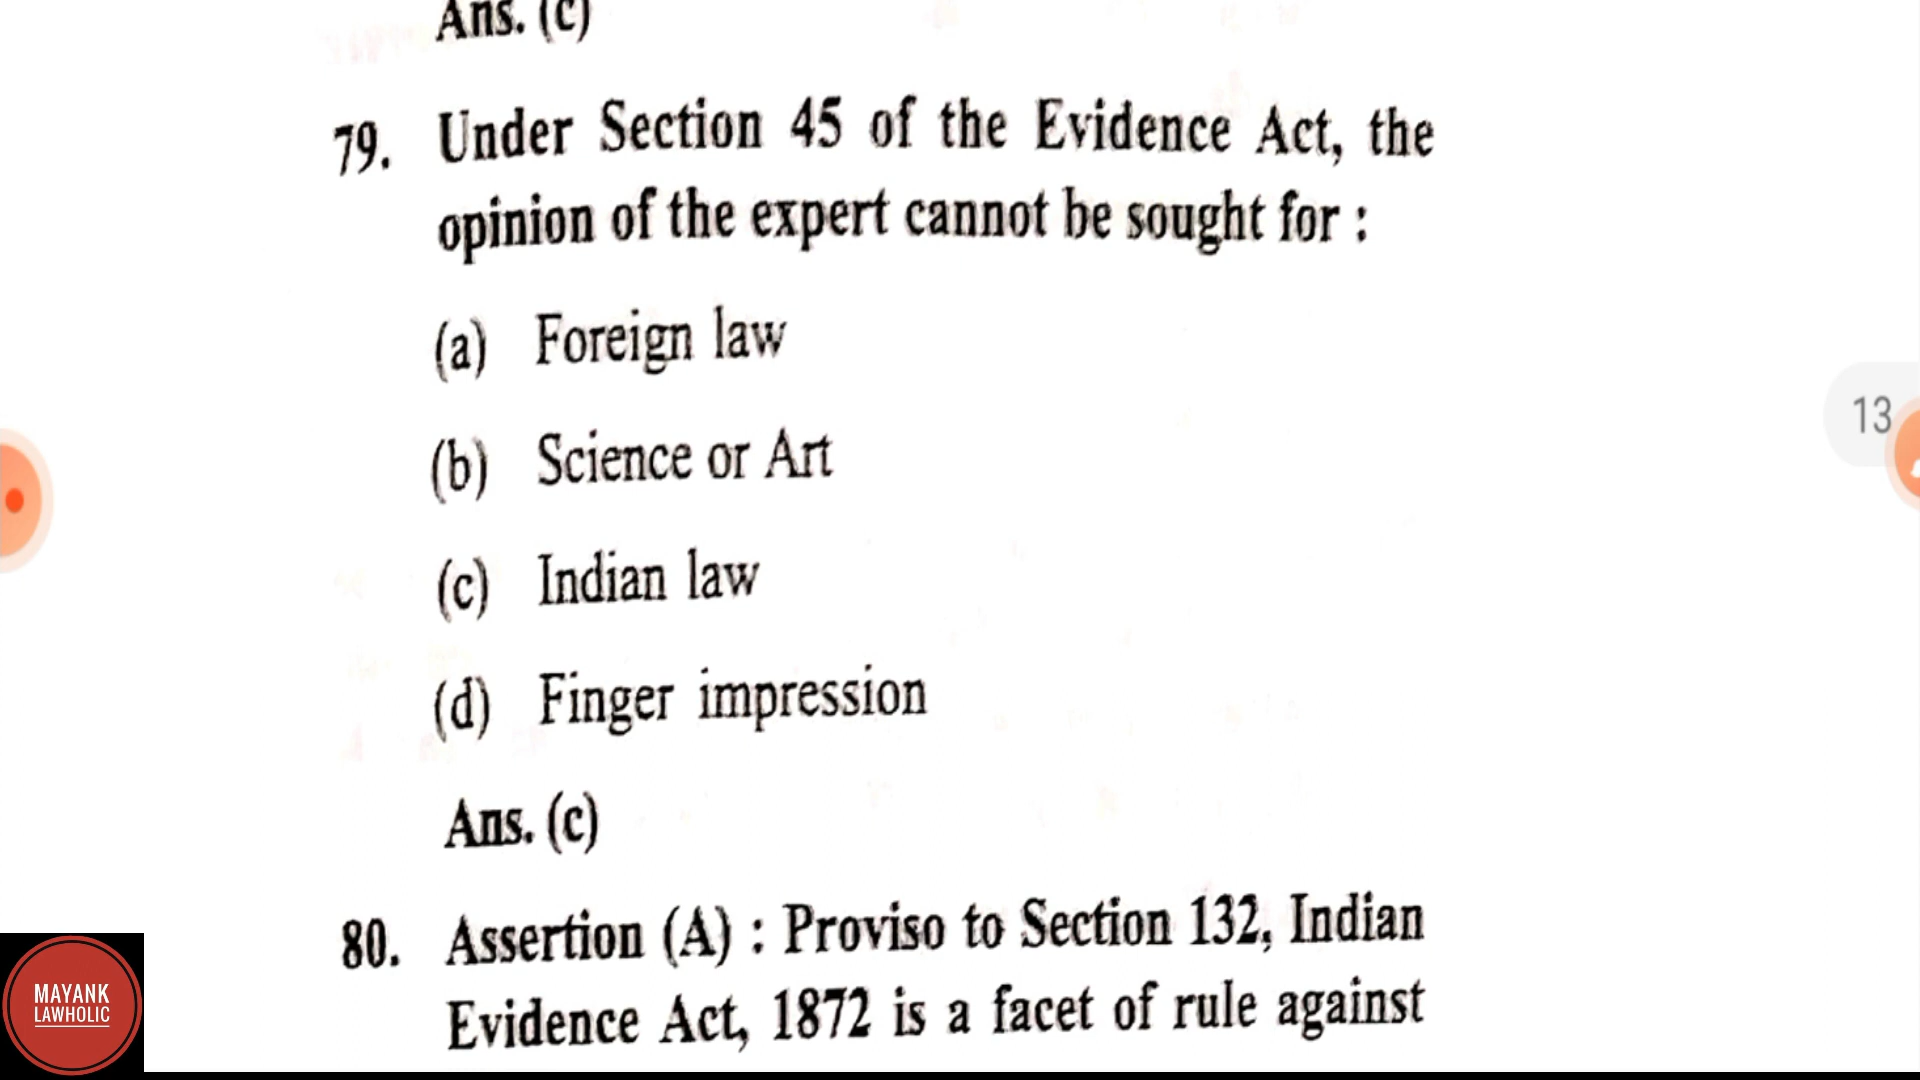 Ans. (c)
79. Under Section 45 of the Evidence Act, the
opinion of the expert cannot be sought for :
(a) Foreign law
(b) Science or Art
(c) Indian law
(d) Finger impression
Ans. (c)
80. Assertion (A) : Proviso to Section 132, Indian
Evidence Act, 1872 is a facet of rule against
13
MAYANK
LAWHOLIC